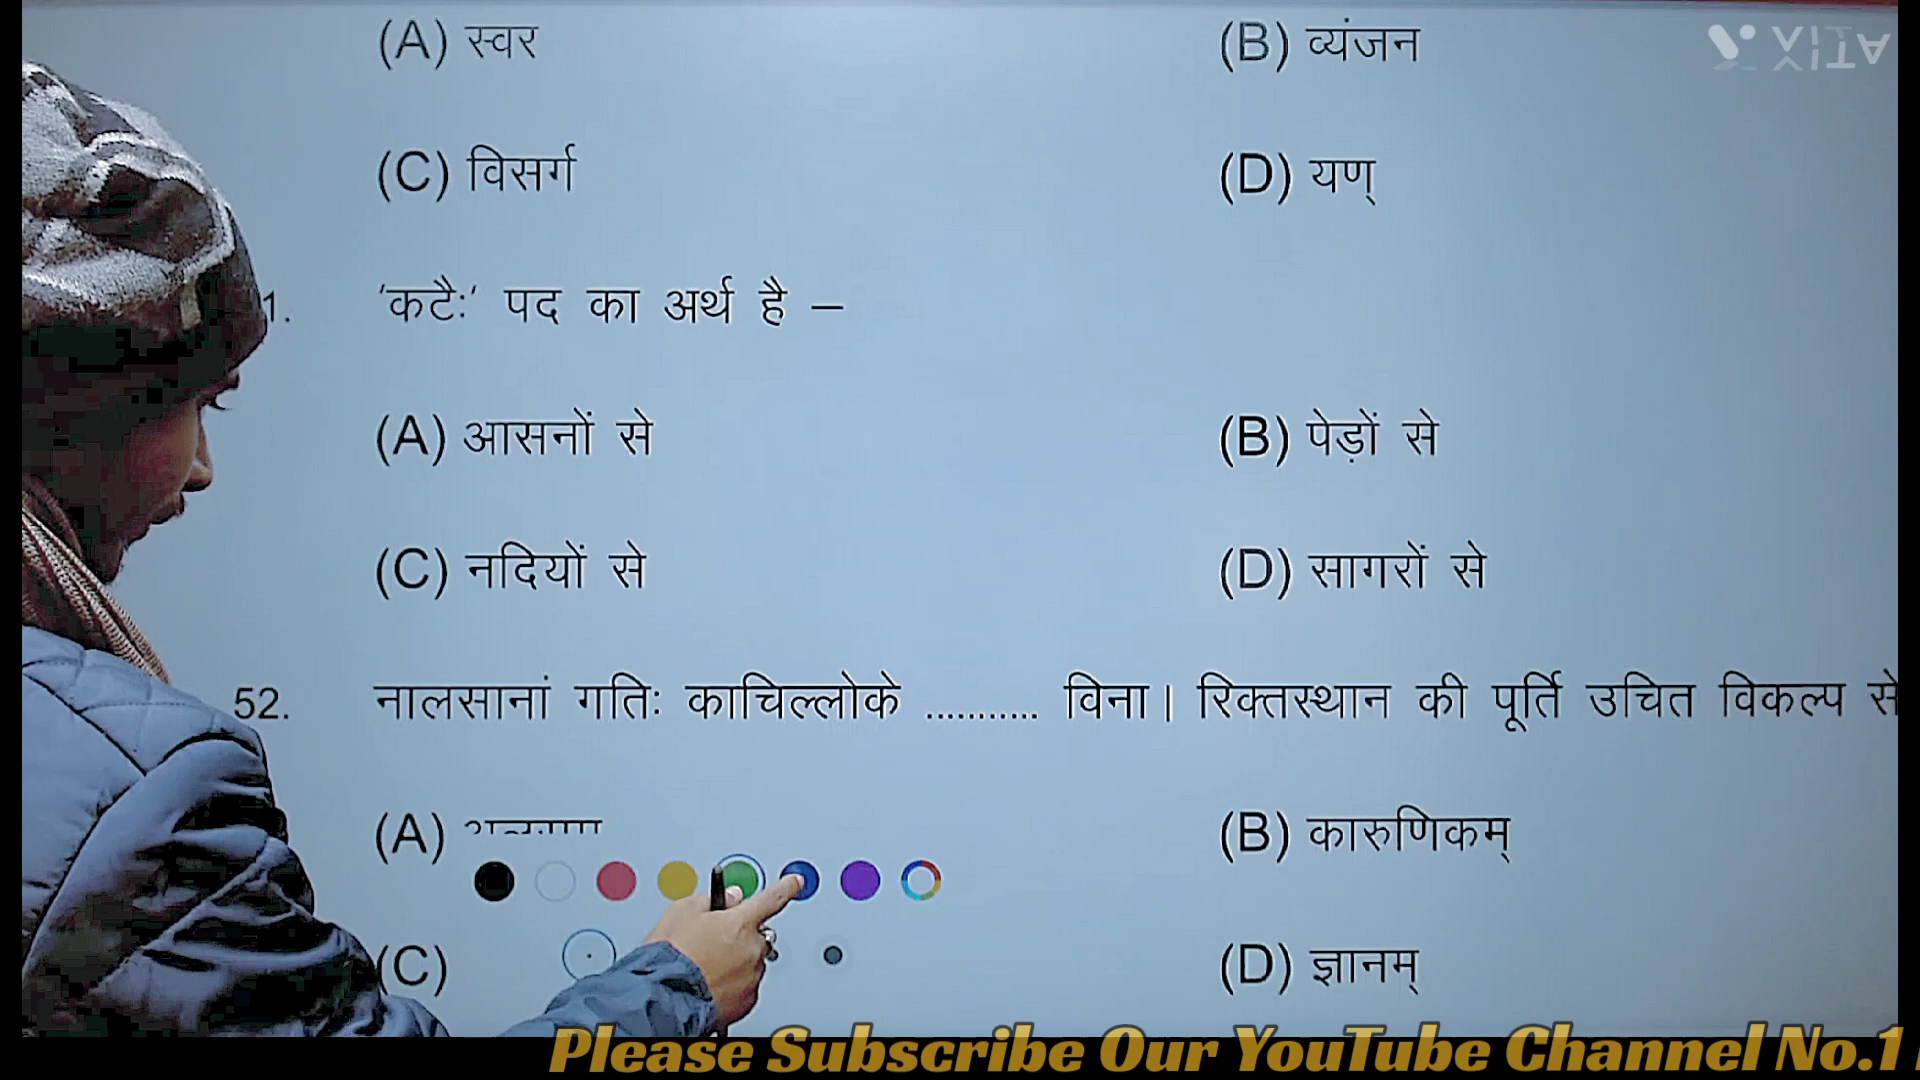 (A) स्वर (B) व्यंजन
(C) विसर्ग (D) यण्
1. 'कटैः' पद का अर्थ है –
(A) आसनों से (B) पेड़ों से
(C) नदियों से (D) सागरों से
52. नालसानां गतिः काचिल्लोके ........... विना। रिक्तस्थान की पूर्ति उचित विकल्प से
(A) (B) कारुणिकम्
(C) (D) ज्ञानम्
Please Subscribe Our YouTube Channel No.1